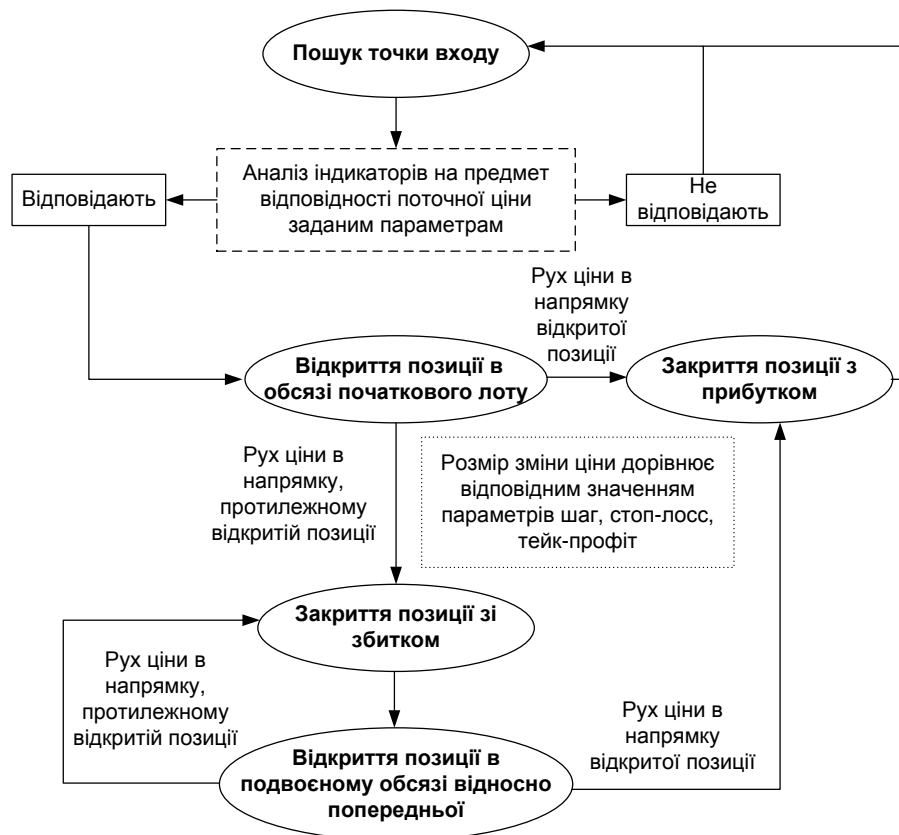 Пошук точки входу
Аналіз індикаторів на предмет
відповідності поточної ціни
заданим параметрам
Відповідають
Не
відповідають
Рух ціни в
напрямку
відкритої
позиції
Відкриття позиції в
обсязі початкового лоту
Закриття позиції з
прибутком
Рух ціни в
напрямку,
протилежному
відкритій позиції
Розмір зміни ціни дорівнює
відповідним значенням
параметрів шаг, стоп-лосс,
тейк-профіт
Закриття позиції зі
збитком
Рух ціни в
напрямку,
протилежному
відкритій позиції
Рух ціни в
напрямку
відкритої позиції
Відкриття позиції в
подвоєному обсязі відносно
попередньої